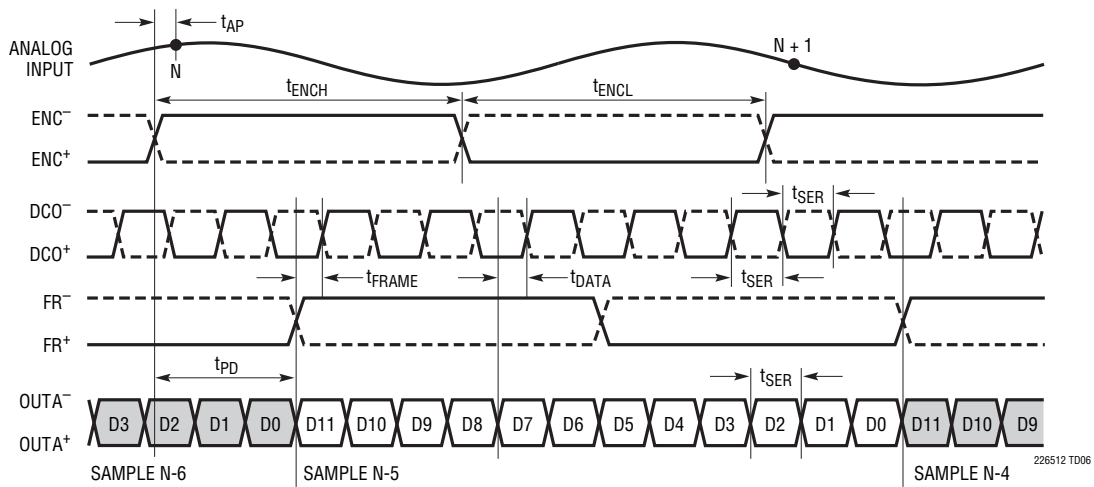 tAP
ANALOG
INPUT
N
N + 1
tENCH
tENCL
ENC–
ENC+
DCO–
DCO+
tSER
tFRAME
tDATA
tSER
FR–
FR+
tPD
tSER
OUTA–
OUTA+
D3 D2 D1 D0 D11 D10 D9 D8 D7 D6 D5 D4 D3 D2 D1 D0 D11 D10 D9
SAMPLE N-6
SAMPLE N-5
SAMPLE N-4
226512 TD06